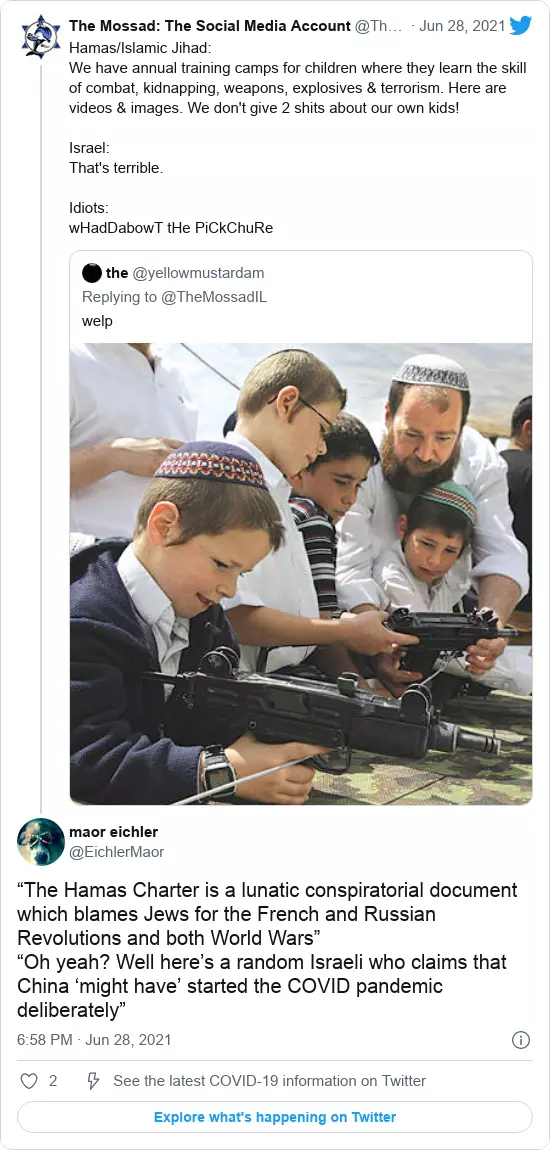 The Mossad: The Social Media Account @Th… · Jun 28, 2021
Hamas/Islamic Jihad:
We have annual training camps for children where they learn the skill
of combat, kidnapping, weapons, explosives & terrorism. Here are
videos & images. We don't give 2 shits about our own kids!
Israel:
That's terrible.
Idiots:
wHadDabowT tHe PiCkChuRe
the @yellowmustardam
Replying to @TheMossadIL
welp
maor eichler
@EichlerMaor
“The Hamas Charter is a lunatic conspiratorial document
which blames Jews for the French and Russian
Revolutions and both World Wars”
“Oh yeah? Well here’s a random Israeli who claims that
China ‘might have’ started the COVID pandemic
deliberately”
6:58 PM · Jun 28, 2021
2 See the latest COVID-19 information on Twitter
Explore what's happening on Twitter